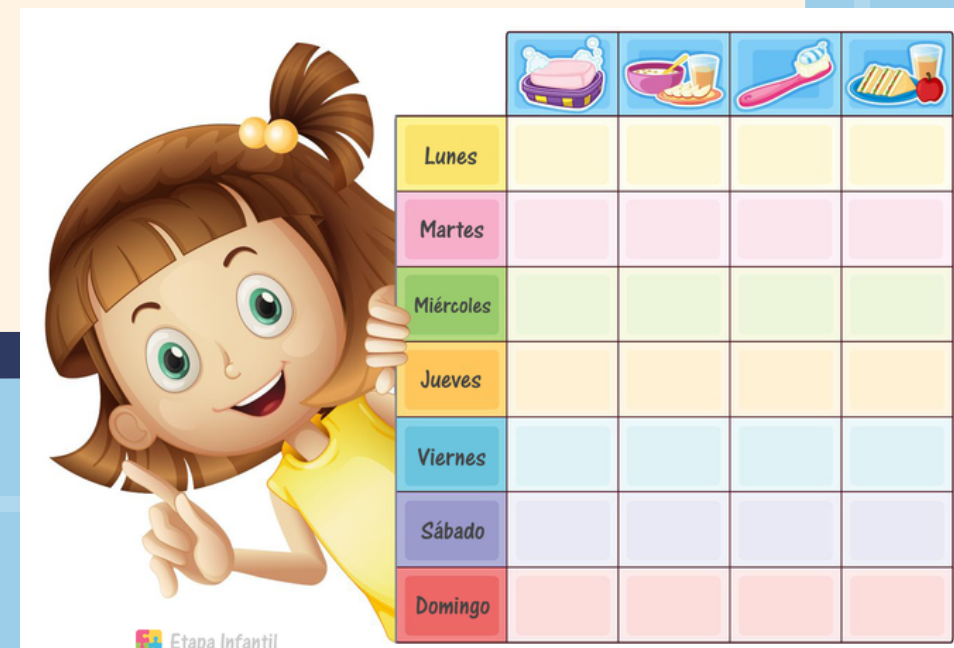 Lunes
Martes
Miércoles
Jueves
Viernes
Sábado
Domingo
Etapa Infantil